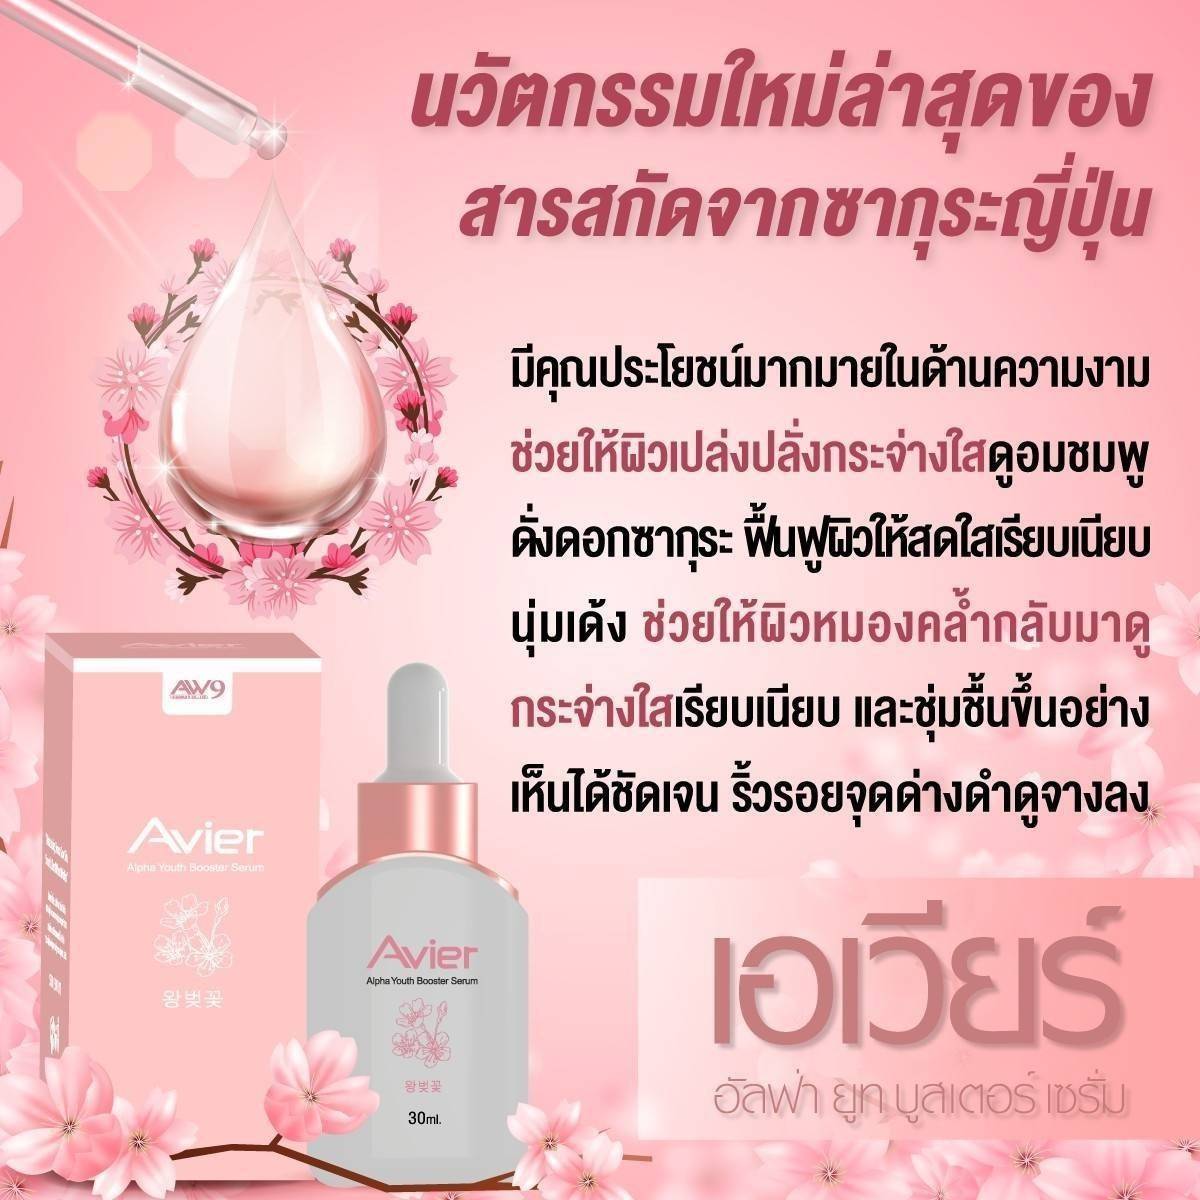 นวัตกรรมใหม่ล่าสุดของ
สารสกัดจากซากุระญี่ปุ่น
มีคุณประโยชน์มากมายในด้านความงาม
ช่วยให้ผิวเปล่งปลั่งกระจ่างใสดูอมชมพู
ดั่งดอกซากุระ ฟื้นฟูผิวให้สดใสเรียบเนียบ
นุ่มเด้ง ช่วยให้ผิวหมองคล้ำกลับมาดู
กระจ่างใสเรียบเนียบ และชุ่มชื้นขึ้นอย่าง
เห็นได้ชัดเจน ริ้วรอยจุดด่างดำดูจางลง
AW9
Avier
Alpha Youth Booster Serum
왕벚꽃
Avier
Alpha Youth Booster Serum
왕벚꽃
30ml.
เอเวียร์
อัลฟ่า ยูท บูสเตอร์ เซรั่ม